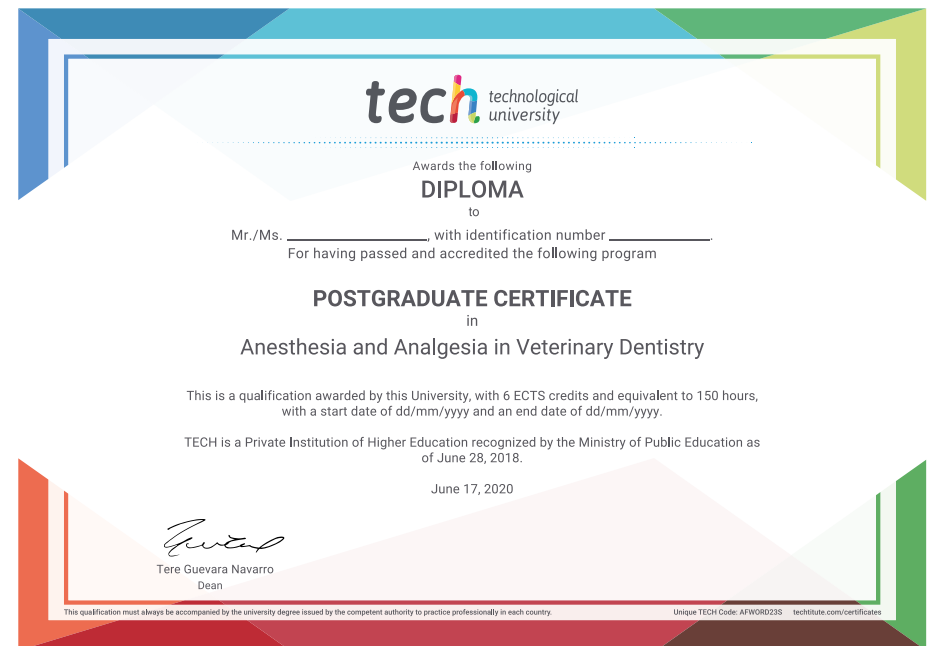 tech technological
university
Awards the following
DIPLOMA
to
Mr./Ms. ____________________, with identification number ______________.
For having passed and accredited the following program
POSTGRADUATE CERTIFICATE
in
Anesthesia and Analgesia in Veterinary Dentistry
This is a qualification awarded by this University, with 6 ECTS credits and equivalent to 150 hours,
with a start date of dd/mm/yyyy and an end date of dd/mm/yyyy.
TECH is a Private Institution of Higher Education recognized by the Ministry of Public Education as
of June 28, 2018.
June 17, 2020
Tere Guevara Navarro
Dean
This qualification must always be accompanied by the university degree issued by the competent authority to practice professionally in each country.
Unique TECH Code: AFWORD23S techtitute.com/certificates